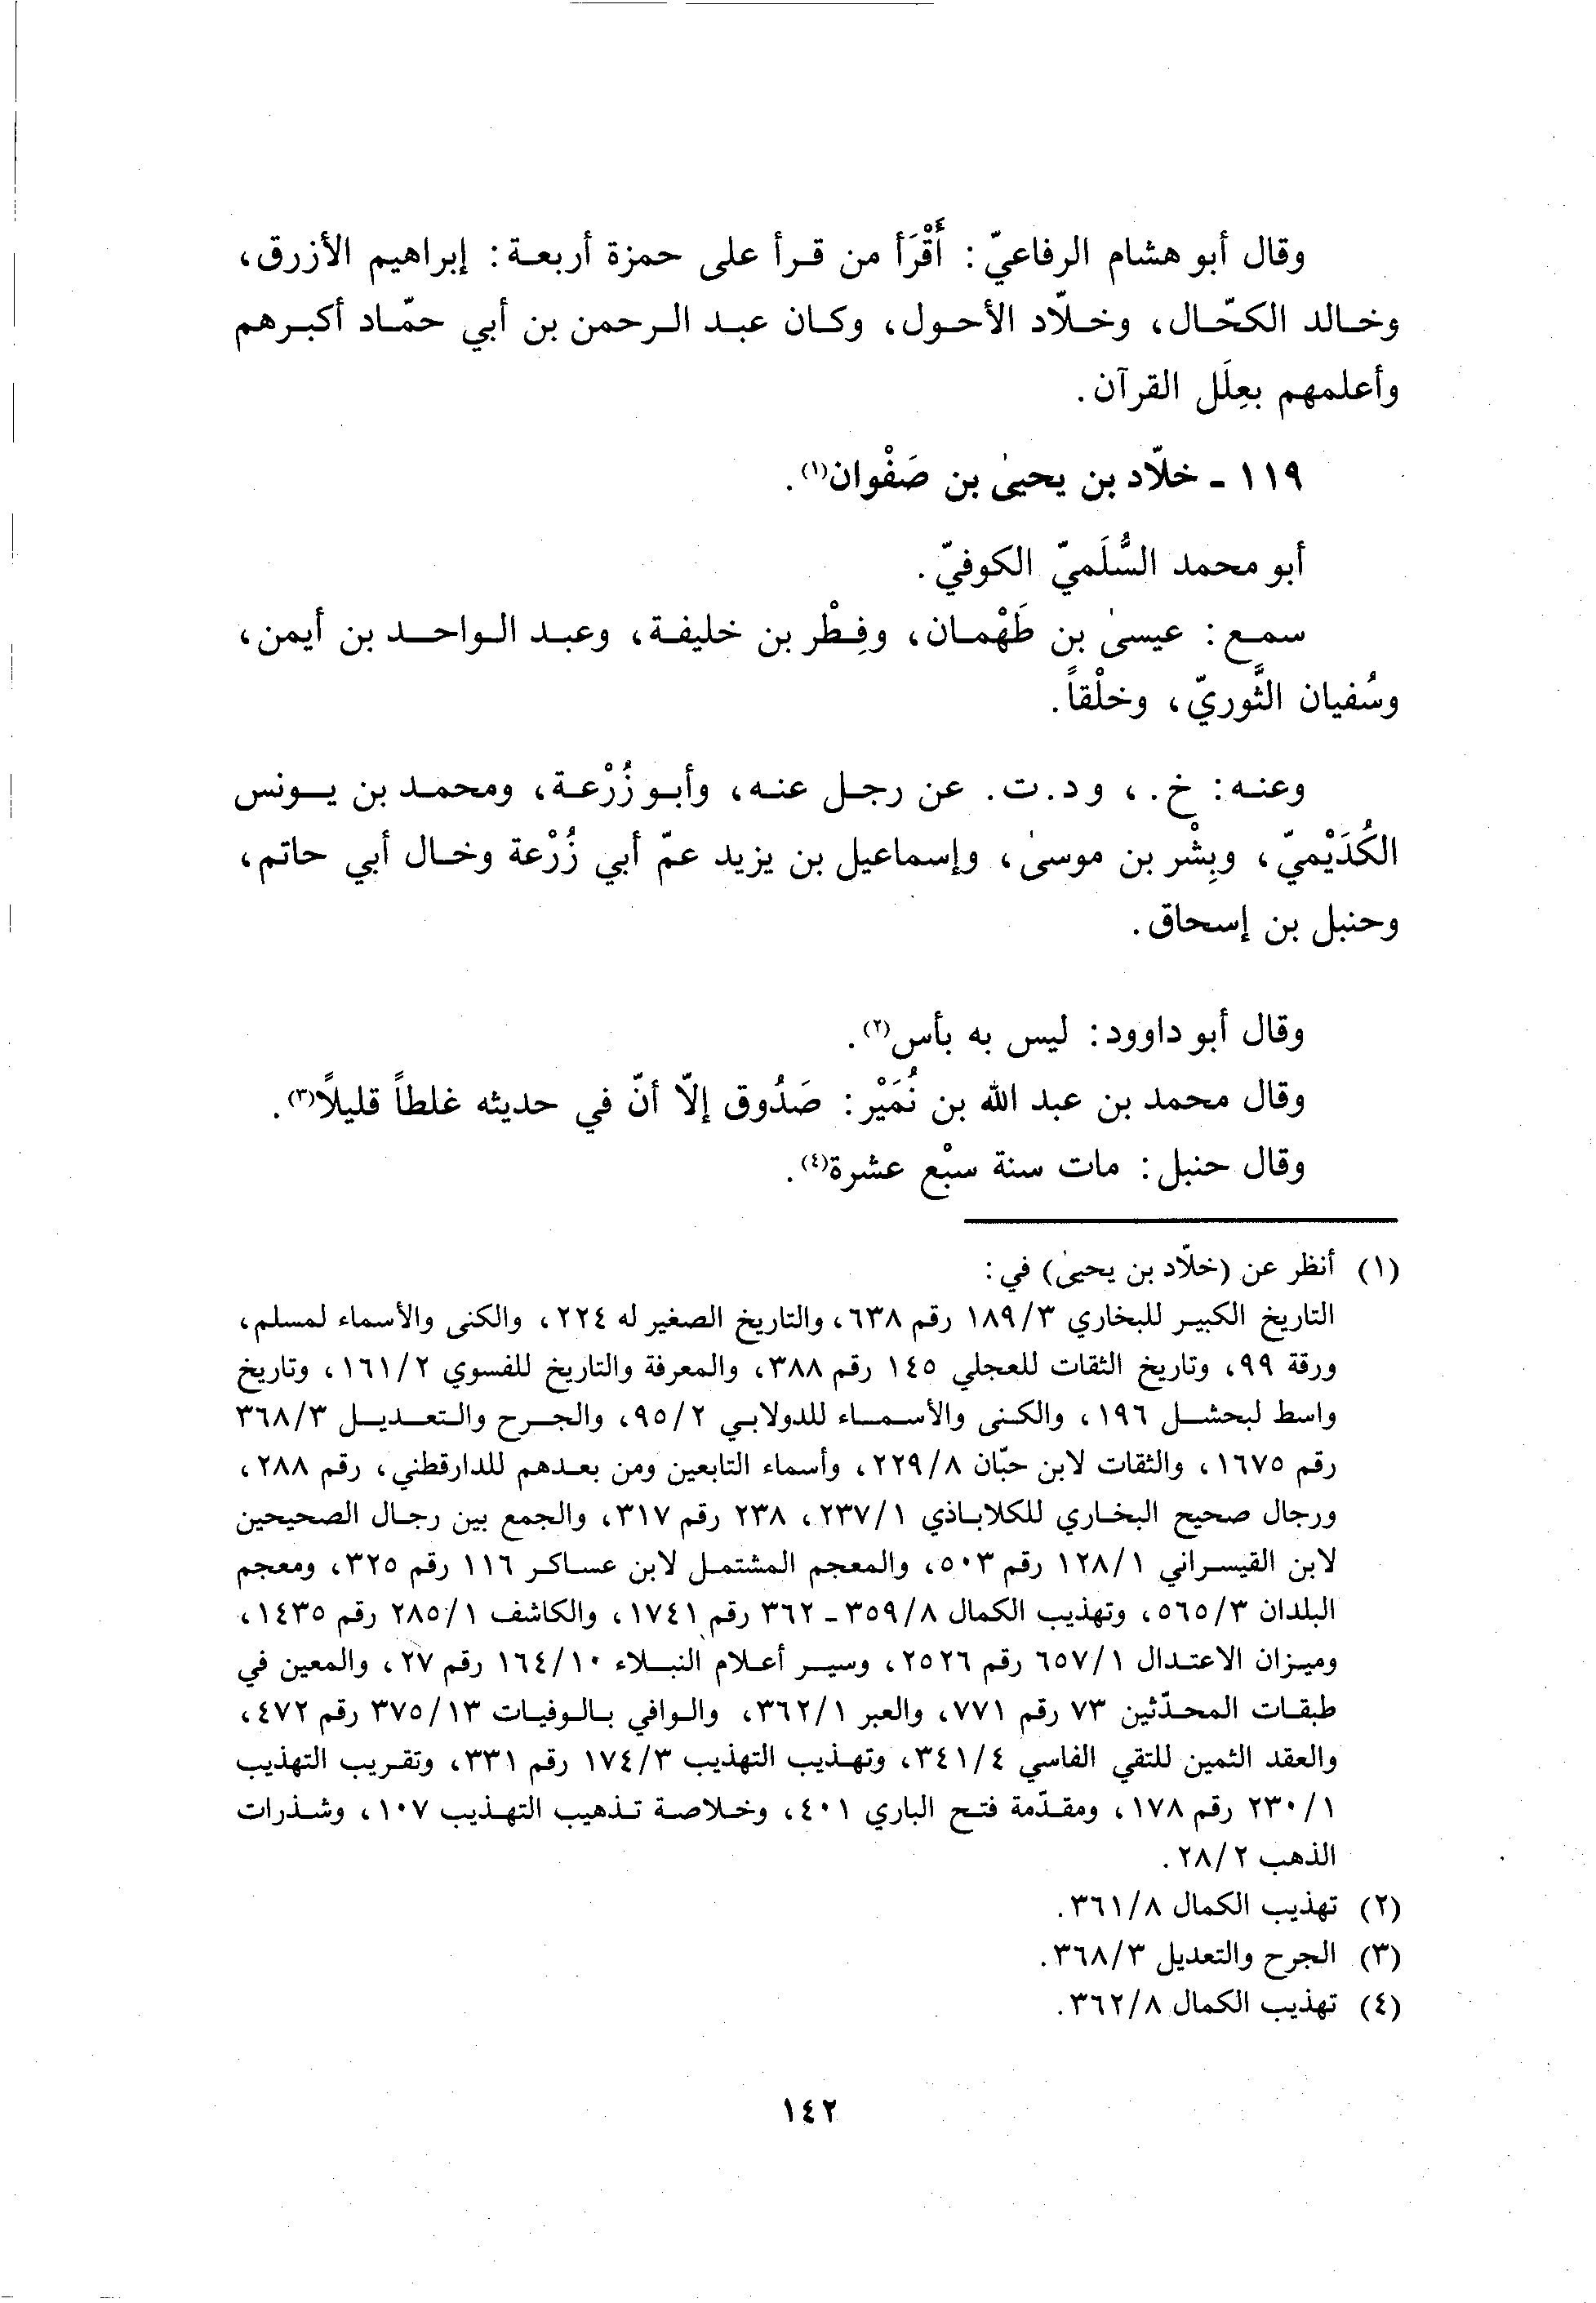 وقال أبو هشام الرفاعيّ: أَقْرَأ من قرأ على حمزة أربعة: إبراهيم الأزرق،
وخالد الكحّال، وخلّاد الأحول، وكان عبد الرحمن بن أبي حمّاد أكبرهم
وأعلمهم بعِلَل القرآن.
١١٩ - خلّاد بن يحيىٰ بن صَفْوان(١).
أبو محمد السُّلَميّ الكوفيّ.
سمع: عيسىٰ بن طَهْمان، وفِطْر بن خليفة، وعبد الواحد بن أيمن،
وسُفيان الثَّوريّ، وخلْقاً.
وعنه: خ.، ود.ت. عن رجل عنه، وأبو زُرْعة، ومحمد بن يونس
الكُدَيْميّ، وبِشْر بن موسىٰ، وإسماعيل بن يزيد عمّ أبي زُرْعة وخال أبي حاتم،
وحنبل بن إسحاق.
وقال أبو داوود: ليس به بأس(٢).
وقال محمد بن عبد الله بن نُمَيْر: صَدُوق إلّا أنّ في حديثه غلطاً قليلاً(٣).
وقال حنبل: مات سنة سبْع عشرة(٤).
(١) أنظر عن (خلّاد بن يحيىٰ) في:
التاريخ الكبير للبخاري ١٨٩/٣ رقم ٦٣٨، والتاريخ الصغير له ٢٢٤، والكنى والأسماء لمسلم،
ورقة ٩٩، وتاريخ الثقات للعجلي ١٤٥ رقم ٣٨٨، والمعرفة والتاريخ للفسوي ١٦١/٢، وتاريخ
واسط لبحشل ١٩٦، والكنى والأسماء للدولابي ٩٥/٢، والجرح والتعديل ٣٦٨/٣
رقم ١٦٧٥، والثقات لابن حبّان ٢٢٩/٨، وأسماء التابعين ومن بعدهم للدارقطني، رقم ٢٨٨،
ورجال صحيح البخاري للكلاباذي ٢٣٧/١، ٢٣٨ رقم ٣١٧، والجمع بين رجال الصحيحين
لابن القيسراني ١٢٨/١ رقم ٥٠٣، والمعجم المشتمل لابن عساكر ١١٦ رقم ٣٢٥، ومعجم
البلدان ٥٦٥/٣، وتهذيب الكمال ٣٥٩/٨ - ٣٦٢ رقم ١٧٤١، والكاشف ٢٨٥/١ رقم ١٤٣٥،
وميزان الاعتدال ٦٥٧/١ رقم ٢٥٢٦، وسير أعلام النبلاء ١٦٤/١٠ رقم ٢٧، والمعين في
طبقات المحدّثين ٧٣ رقم ٧٧١، والعبر ٣٦٢/١، والوافي بالوفيات ٣٧٥/١٣ رقم ٤٧٢،
والعقد الثمين للتقي الفاسي ٣٤١/٤، وتهذيب التهذيب ١٧٤/٣ رقم ٣٣١، وتقريب التهذيب
٢٣٠/١ رقم ١٧٨، ومقدّمة فتح الباري ٤٠١، وخلاصة تذهيب التهذيب ١٠٧، وشذرات
الذهب ٢٨/٢.
(٢) تهذيب الكمال ٣٦١/٨.
(٣) الجرح والتعديل ٣٦٨/٣.
(٤) تهذيب الكمال ٣٦٢/٨.
١٤٢